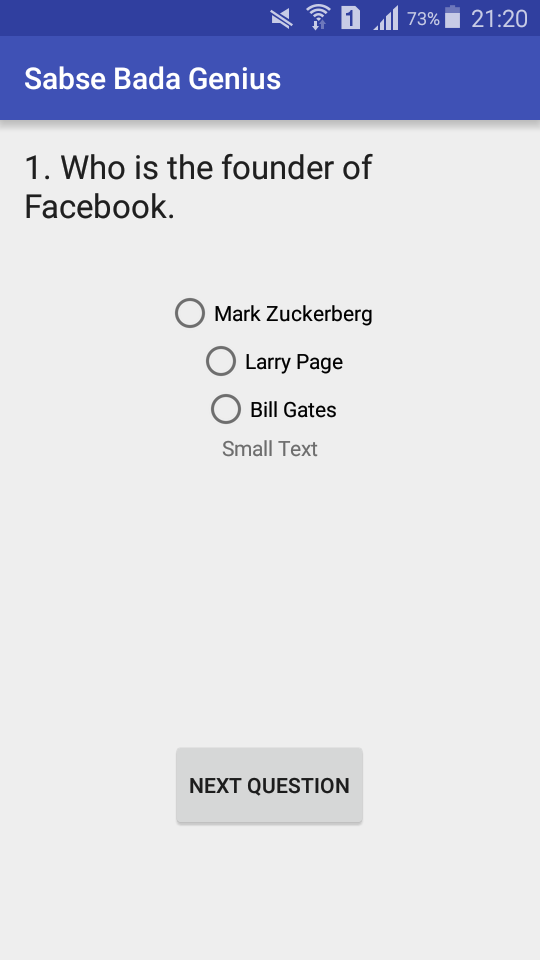 1 73% 21:20
Sabse Bada Genius
1. Who is the founder of
Facebook.
Mark Zuckerberg
Larry Page
Bill Gates
Small Text
NEXT QUESTION